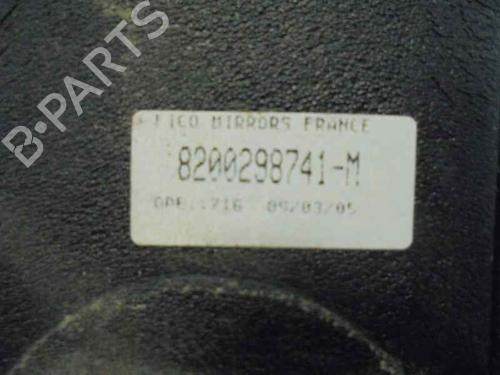 FICO MIRRORS FRANCE
8200298741-M
09/03/05
B-PARTS